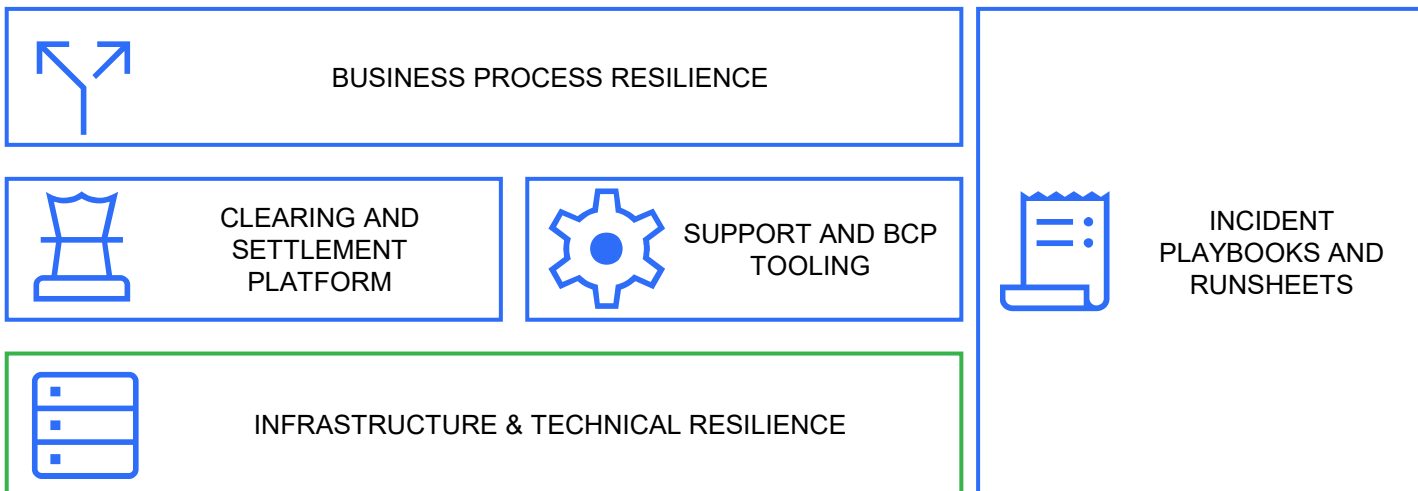 BUSINESS PROCESS RESILIENCE
CLEARING AND
SETTLEMENT
PLATFORM
SUPPORT AND BCP
TOOLING
INFRASTRUCTURE & TECHNICAL RESILIENCE
INCIDENT
PLAYBOOKS AND
RUNSHEETS